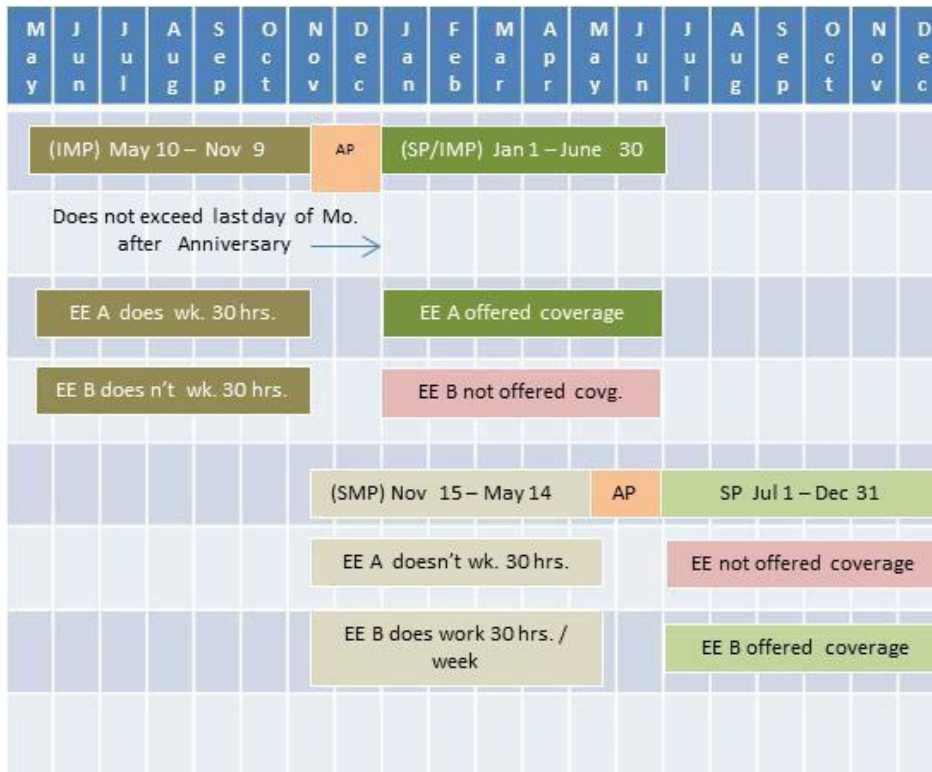 May Jun Jul Aug Sep Oct Nov Dec Jan Feb Mar Apr May Jun Jul Aug Sep Oct Nov Dec
(IMP) May 10 – Nov 9 AP (SP/IMP) Jan 1 – June 30
Does not exceed last day of Mo.
after Anniversary
EE A does wk. 30 hrs. EE A offered coverage
EE B does n't wk. 30 hrs. EE B not offered covg.
(SMP) Nov 15 – May 14 AP SP Jul 1 – Dec 31
EE A doesn't wk. 30 hrs. EE not offered coverage
EE B does work 30 hrs. /
week
EE B offered coverage